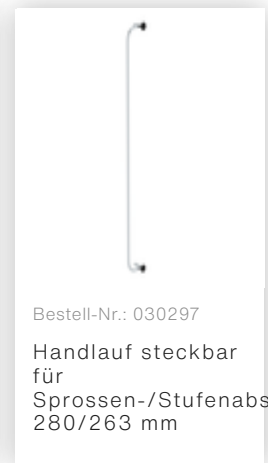 Bestell-Nr.: 030297
Handlauf steckbar
für
Sprossen-/Stufenabs
280/263 mm